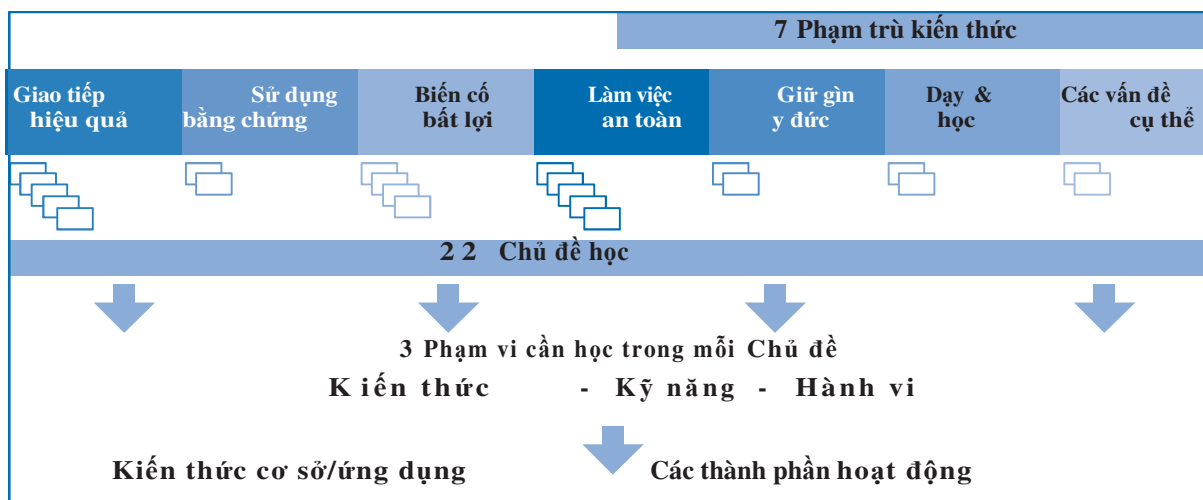 7 Phạm trù kiến thức
Giao tiếp
hiệu quả
Sử dụng
bằng chứng
Biến cố
bất lợi
Làm việc
an toàn
Giữ gìn
y đức
Dạy &
học
Các vấn đề
cụ thể
2 2 Chủ đề học
3 Phạm vi cần học trong mỗi Chủ đề
Kiến thức - Kỹ năng - Hành vi
Kiến thức cơ sở/ứng dụng Các thành phần hoạt động